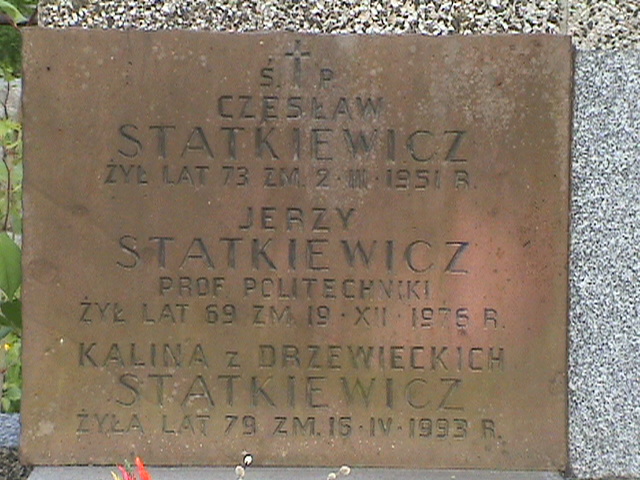 Ś. † P
CZESŁAW
STATKIEWICZ
ŻYŁ LAT 73 ZM. 2·III·1951 R.
JERZY
STATKIEWICZ
PROF POLITECHNIKI
ŻYŁ LAT 69 ZM. 19·XII·1976 R.
KALINA z DRZEWIECKICH
STATKIEWICZ
ŻYŁA LAT 79 ZM. 16·IV·1993 R.